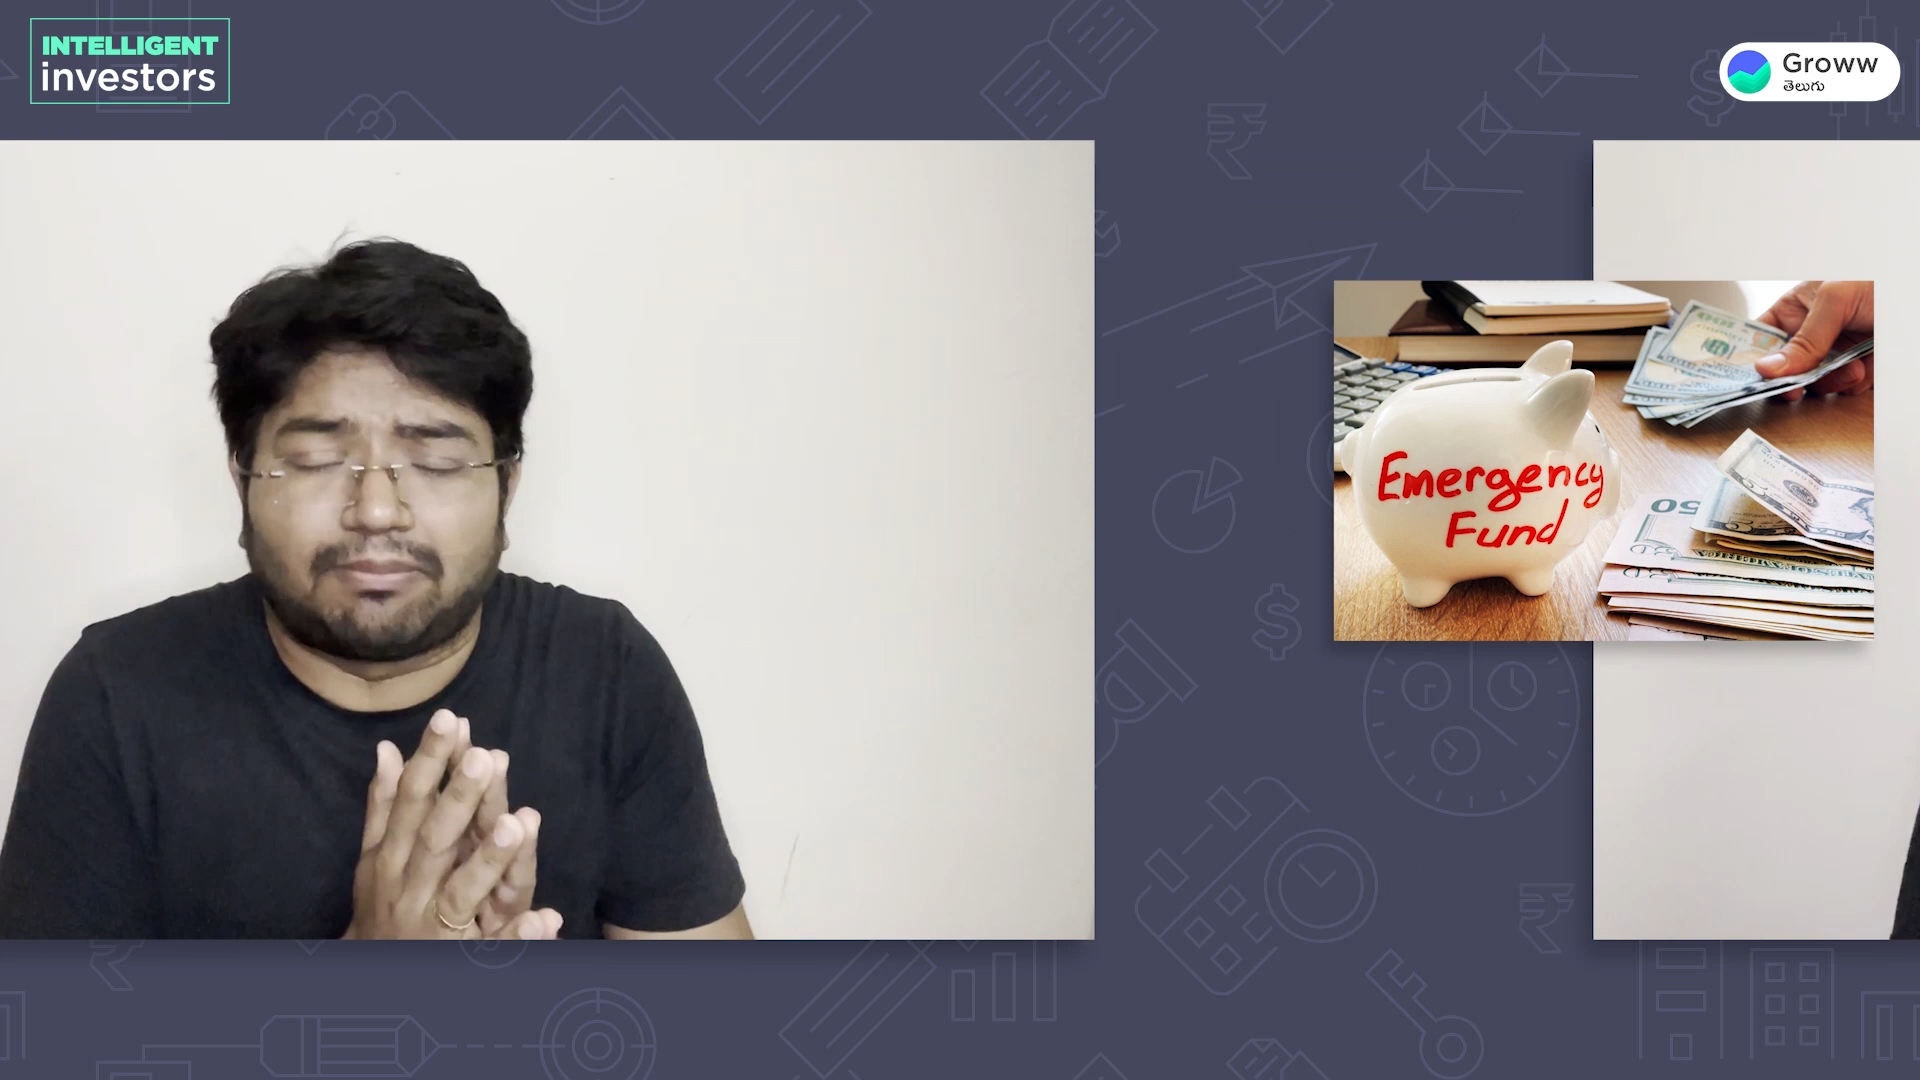 INTELLIGENT
investors
Groww
తెలుగు
Emergency
Fund
50